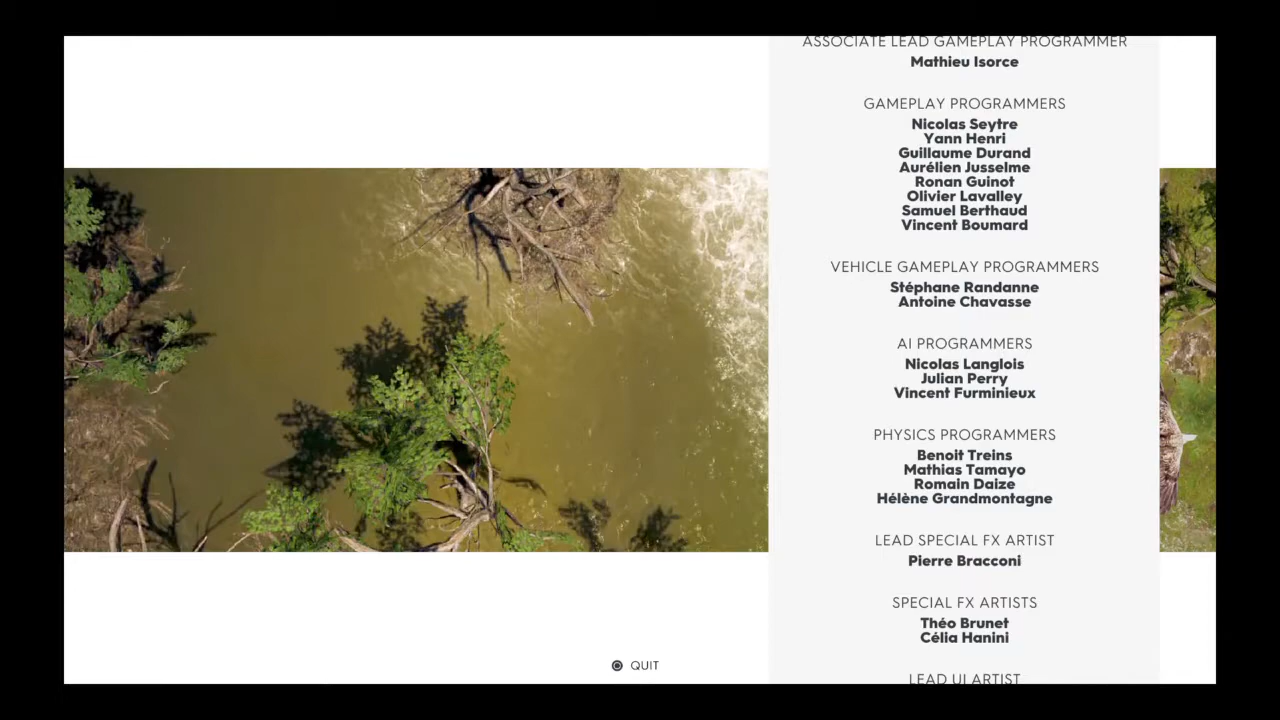 ASSOCIATE LEAD GAMEPLAY PROGRAMMER
Mathieu Isorce
GAMEPLAY PROGRAMMERS
Nicolas Seytre
Yann Henri
Guillaume Durand
Aurélien Jusselme
Ronan Guinot
Olivier Lavalley
Samuel Berthaud
Vincent Boumard
VEHICLE GAMEPLAY PROGRAMMERS
Stéphane Randanne
Antoine Chavasse
AI PROGRAMMERS
Nicolas Langlois
Julian Perry
Vincent Furminieux
PHYSICS PROGRAMMERS
Benoit Treins
Mathias Tamayo
Romain Daize
Hélène Grandmontagne
LEAD SPECIAL FX ARTIST
Pierre Bracconi
SPECIAL FX ARTISTS
Théo Brunet
Célia Hanini
LEAD UI ARTIST
QUIT